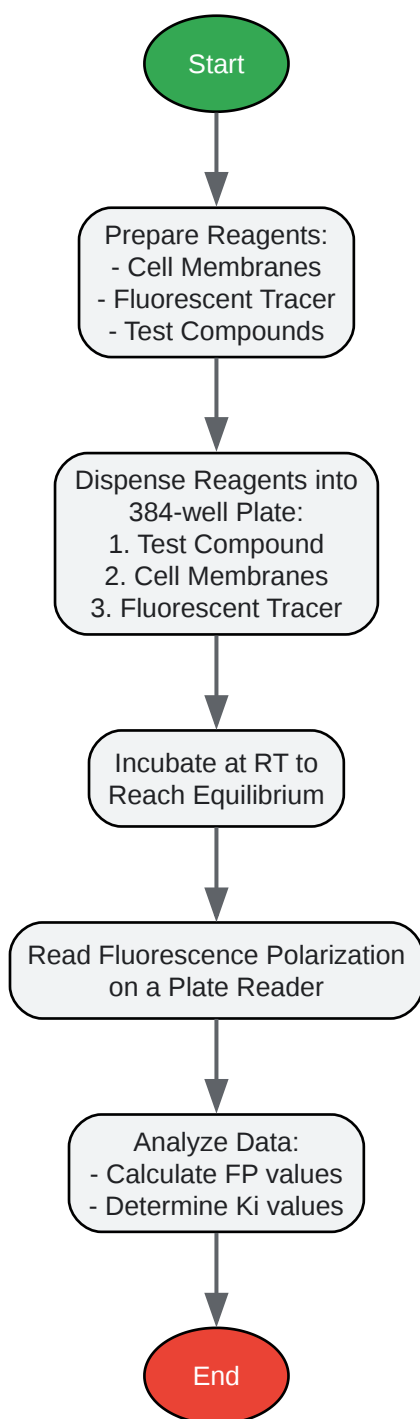 Start
Prepare Reagents:
- Cell Membranes
- Fluorescent Tracer
- Test Compounds
Dispense Reagents into
384-well Plate:
1. Test Compound
2. Cell Membranes
3. Fluorescent Tracer
Incubate at RT to
Reach Equilibrium
Read Fluorescence Polarization
on a Plate Reader
Analyze Data:
- Calculate FP values
- Determine Ki values
End